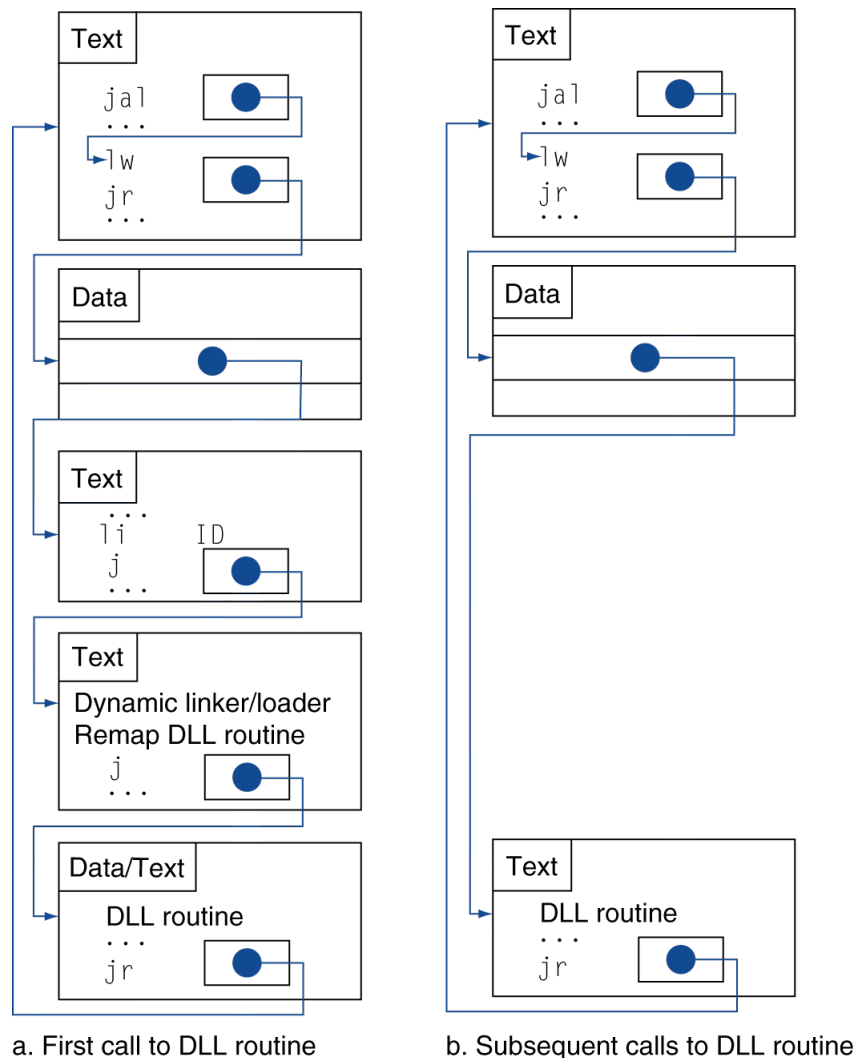 Text
jal
...
lw
jr
...
Data
Text
...
li ID
j
...
Text
Dynamic linker/loader
Remap DLL routine
j
...
Data/Text
DLL routine
...
jr
a. First call to DLL routine
Text
jal
...
lw
jr
...
Data
Text
DLL routine
...
jr
b. Subsequent calls to DLL routine